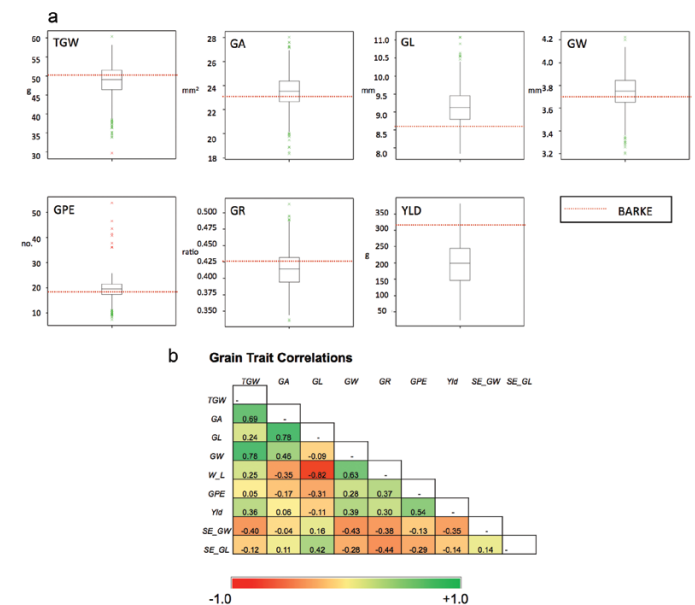 a
TGW
60
55
50
45
40
35
30
g
GA
28
26
24
22
20
18
mm²
GL
11.0
10.5
10.0
9.5
9.0
8.5
8.0
mm
GW
4.2
4.0
3.8
3.6
3.4
3.2
mm
GPE
50
40
30
20
10
no.
GR
0.500
0.475
0.450
0.425
0.400
0.375
0.350
ratio
YLD
350
300
250
200
150
100
50
g
BARKE
b Grain Trait Correlations
TGW GA GL GW GR GPE Yld SE_GW SE_GL
TGW -
GA 0.69 -
GL 0.24 0.78 -
GW 0.78 0.46 -0.09 -
W_L 0.25 -0.35 -0.82 0.63 -
GPE 0.05 -0.17 -0.31 0.28 0.37 -
Yld 0.36 0.06 -0.11 0.39 0.30 0.54 -
SE_GW -0.40 -0.04 0.16 -0.43 -0.38 -0.13 -0.35 -
SE_GL -0.12 0.11 0.42 -0.28 -0.44 -0.29 -0.14 0.14 -
-1.0 +1.0